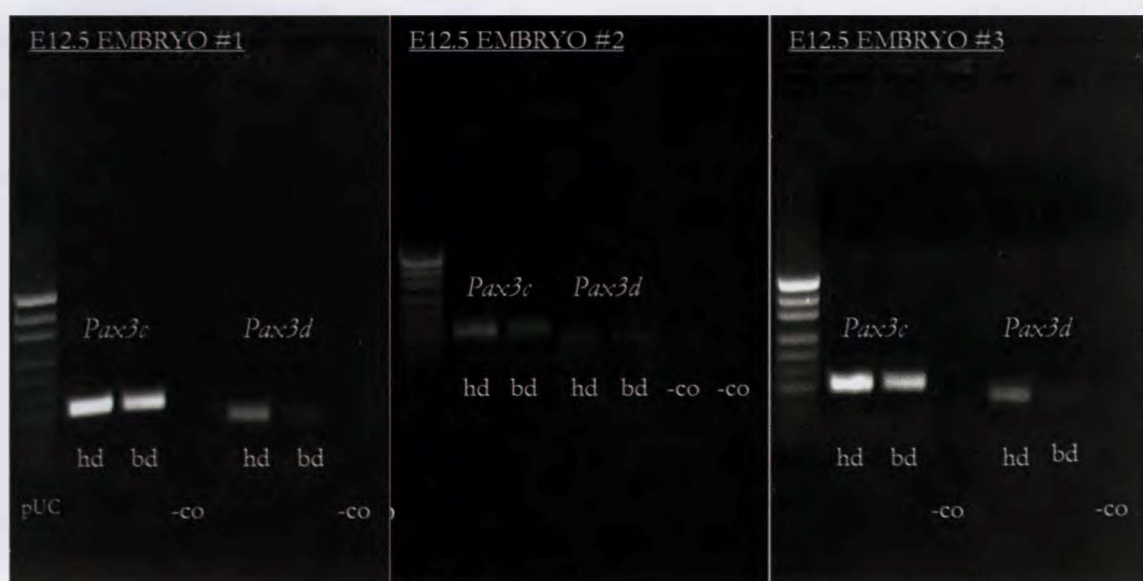 E12.5 EMBRYO #1
Pax3c Pax3d
hd bd hd bd
pUC -co -co
E12.5 EMBRYO #2
Pax3c Pax3d
hd bd hd bd -co -co
E12.5 EMBRYO #3
Pax3c Pax3d
hd bd hd bd
-co -co